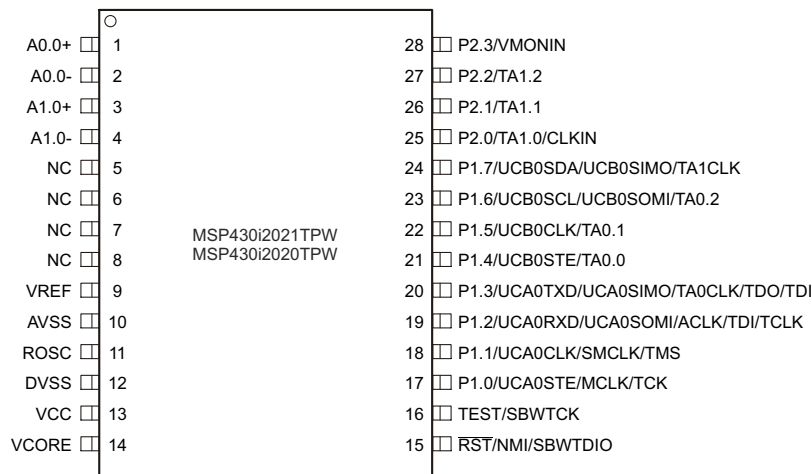 A0.0+ 1 28 P2.3/VMONIN
A0.0- 2 27 P2.2/TA1.2
A1.0+ 3 26 P2.1/TA1.1
A1.0- 4 25 P2.0/TA1.0/CLKIN
NC 5 24 P1.7/UCB0SDA/UCB0SIMO/TA1CLK
NC 6 23 P1.6/UCB0SCL/UCB0SOMI/TA0.2
NC 7 22 P1.5/UCB0CLK/TA0.1
MSP430i2021TPW
MSP430i2020TPW
NC 8 21 P1.4/UCB0STE/TA0.0
VREF 9 20 P1.3/UCA0TXD/UCA0SIMO/TA0CLK/TDO/TDI
AVSS 10 19 P1.2/UCA0RXD/UCA0SOMI/ACLK/TDI/TCLK
ROSC 11 18 P1.1/UCA0CLK/SMCLK/TMS
DVSS 12 17 P1.0/UCA0STE/MCLK/TCK
VCC 13 16 TEST/SBWTCK
VCORE 14 15 RST/NMI/SBWTDIO